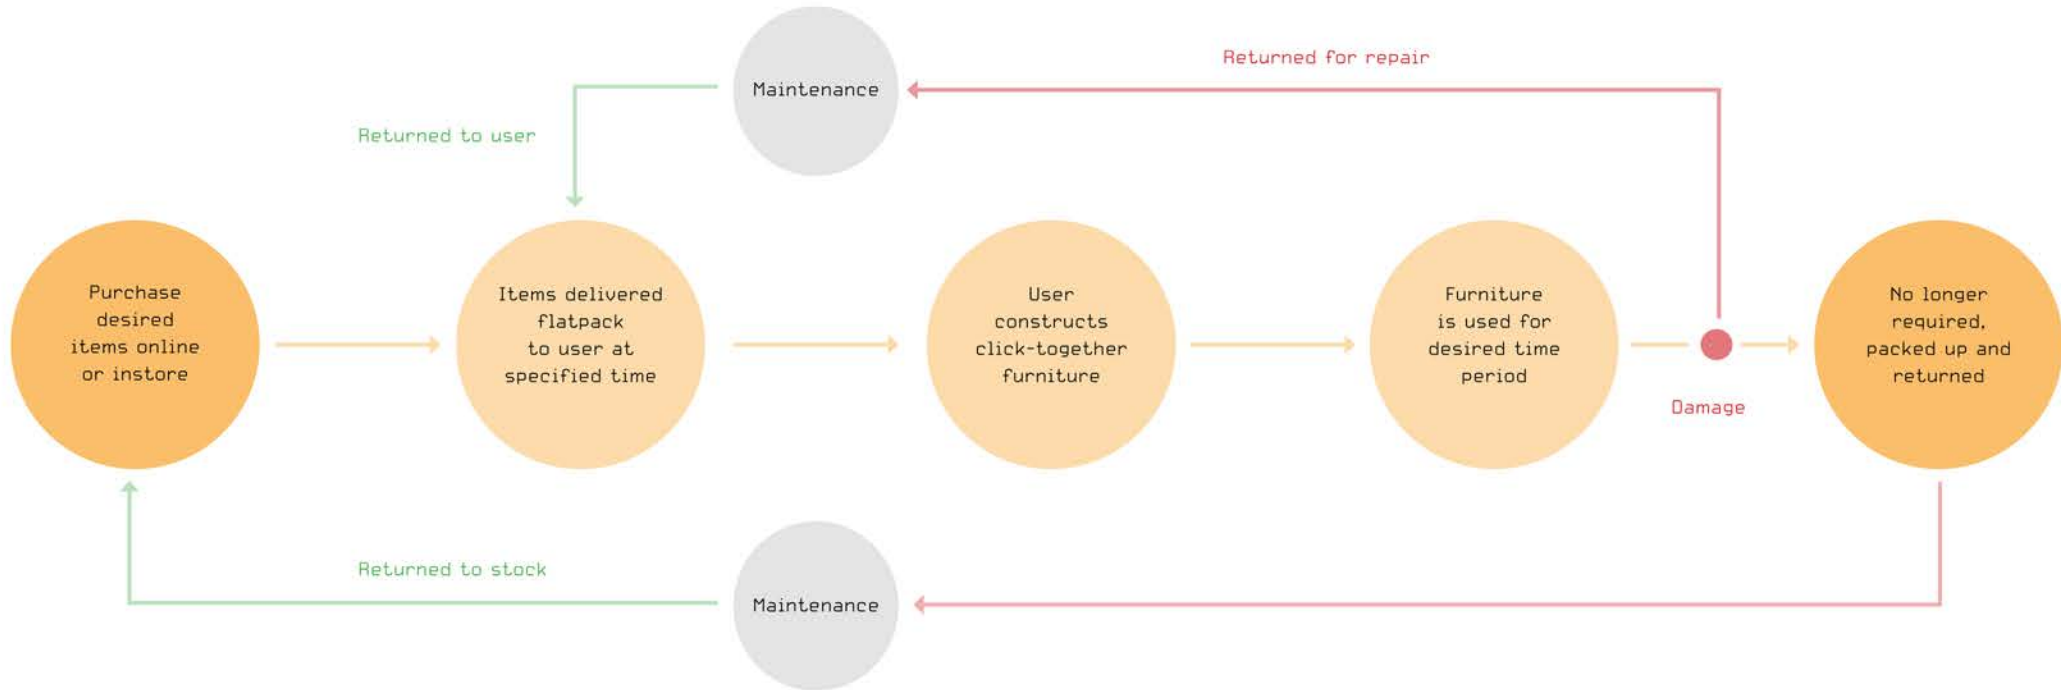 Maintenance
Returned for repair
Returned to user
Purchase
desired
items online
or instore
Items delivered
flatpack
to user at
specified time
User
constructs
click-together
furniture
Furniture
is used for
desired time
period
Damage
No longer
required,
packed up and
returned
Returned to stock
Maintenance